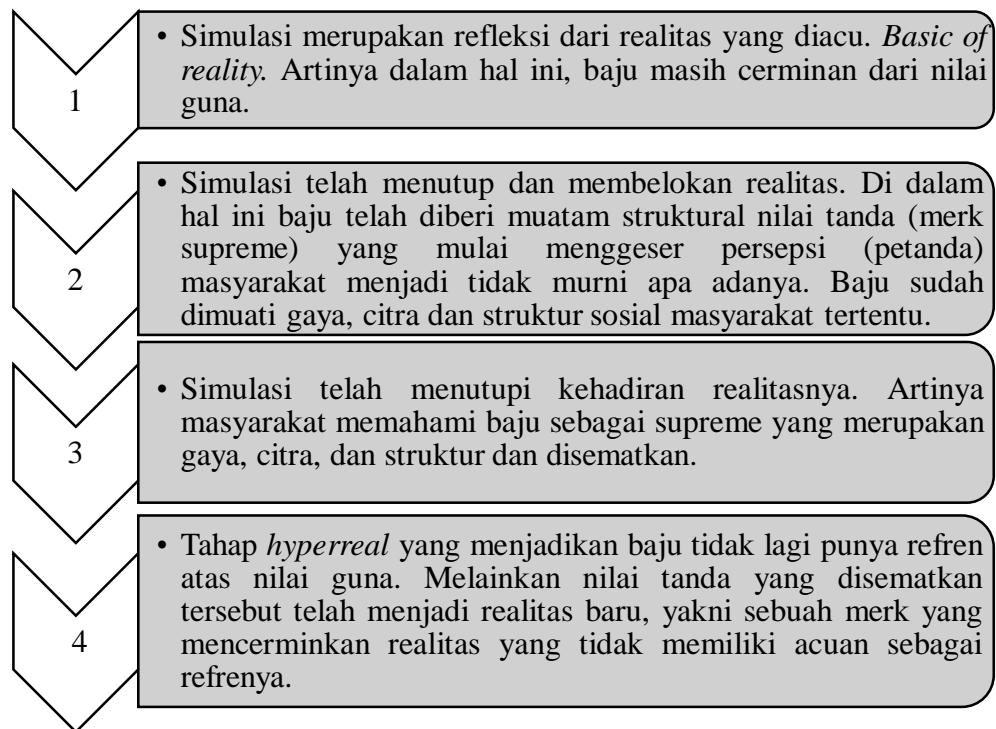 1
• Simulasi merupakan refleksi dari realitas yang diacu. Basic of
reality. Artinya dalam hal ini, baju masih cerminan dari nilai
guna.
2
• Simulasi telah menutup dan membelokan realitas. Di dalam
hal ini baju telah diberi muatam struktural nilai tanda (merk
supreme) yang mulai menggeser persepsi (petanda)
masyarakat menjadi tidak murni apa adanya. Baju sudah
dimuati gaya, citra dan struktur sosial masyarakat tertentu.
3
• Simulasi telah menutupi kehadiran realitasnya. Artinya
masyarakat memahami baju sebagai supreme yang merupakan
gaya, citra, dan struktur dan disematkan.
4
• Tahap hyperreal yang menjadikan baju tidak lagi punya refren
atas nilai guna. Melainkan nilai tanda yang disematkan
tersebut telah menjadi realitas baru, yakni sebuah merk yang
mencerminkan realitas yang tidak memiliki acuan sebagai
refrenya.